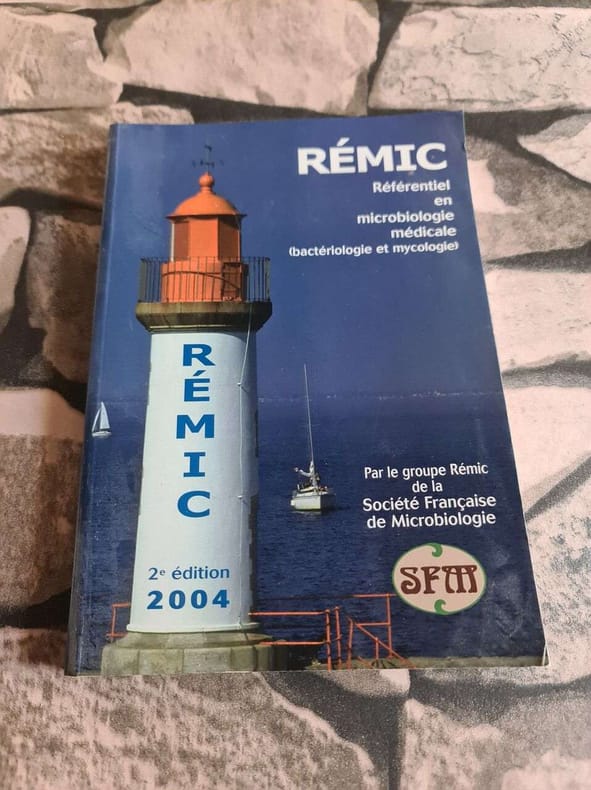 RÉMIC
Référentiel
en
microbiologie
médicale
(bactériologie et mycologie)
RÉMIC
Par le groupe Rémic
de la
Société Française
de Microbiologie
SFM
2e édition
2004